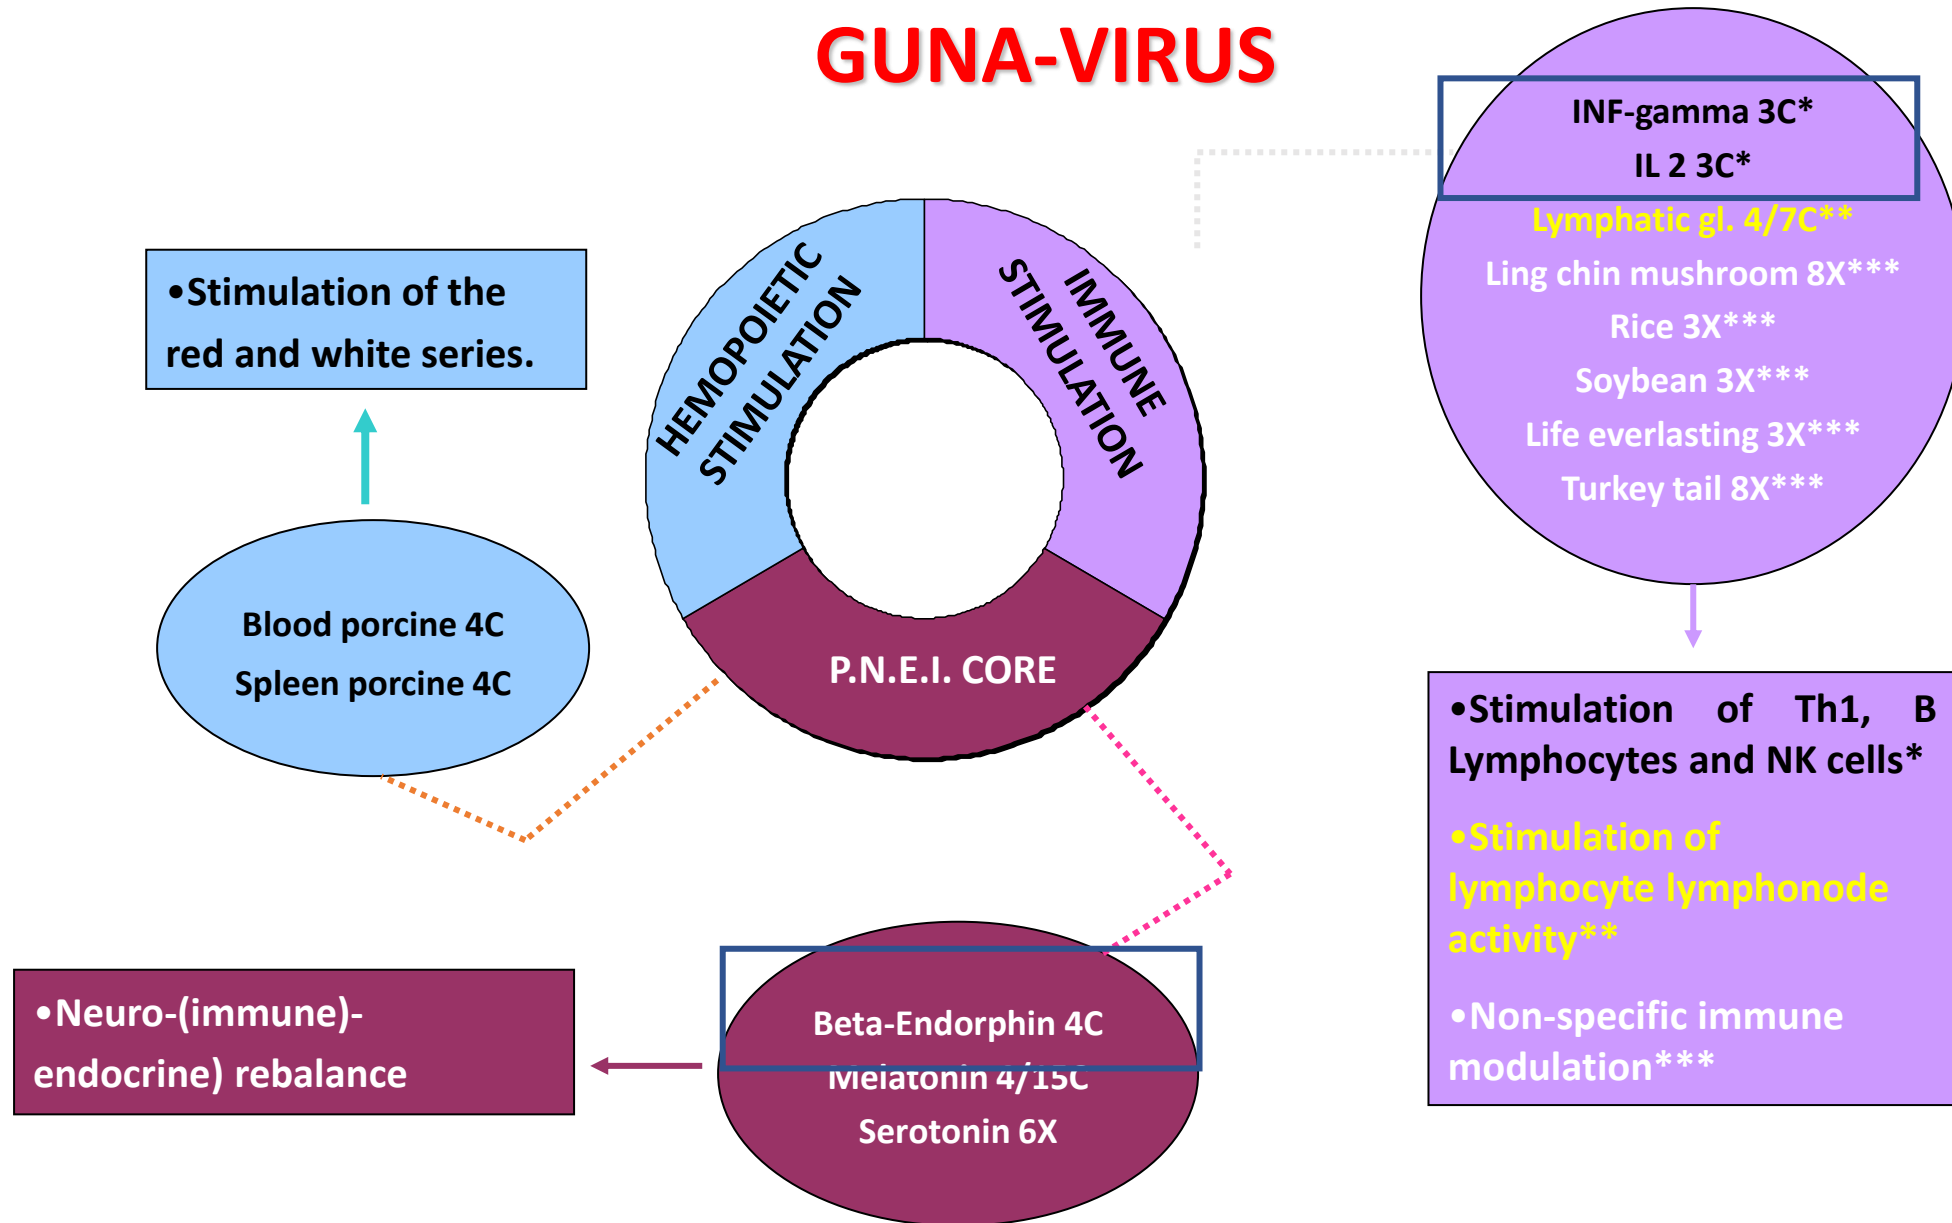 GUNA-VIRUS
INF-gamma 3C*
IL 2 3C*
Lymphatic gl. 4/7C**
Ling chin mushroom 8X***
Rice 3X***
Soybean 3X***
Life everlasting 3X***
Turkey tail 8X***
•Stimulation of the
red and white series.
HEMOPOIETIC
STIMULATION
IMMUNE
STIMULATION
P.N.E.I. CORE
Blood porcine 4C
Spleen porcine 4C
•Stimulation of Th1, B
Lymphocytes and NK cells*
•Stimulation of
lymphocyte lymphonode
activity**
•Non-specific immune
modulation***
•Neuro-(immune)-
endocrine) rebalance
Beta-Endorphin 4C
Melatonin 4/15C
Serotonin 6X